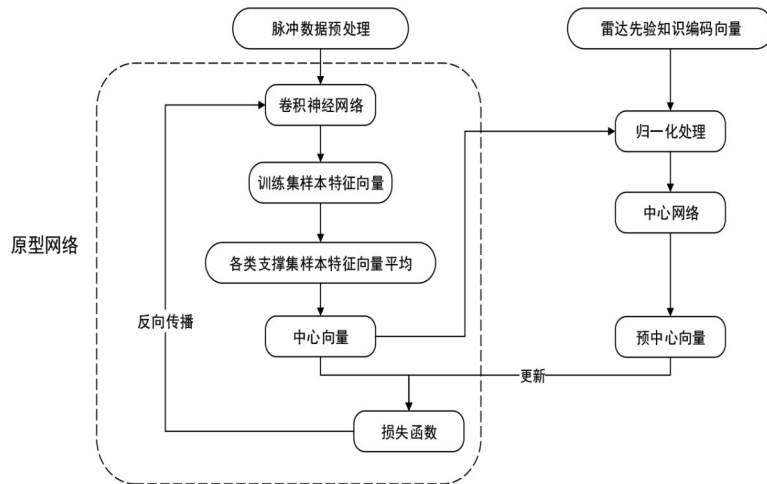 脉冲数据预处理
雷达先验知识编码向量
卷积神经网络
归一化处理
训练集样本特征向量
中心网络
原型网络
各类支撑集样本特征向量平均
反向传播
中心向量
预中心向量
更新
损失函数